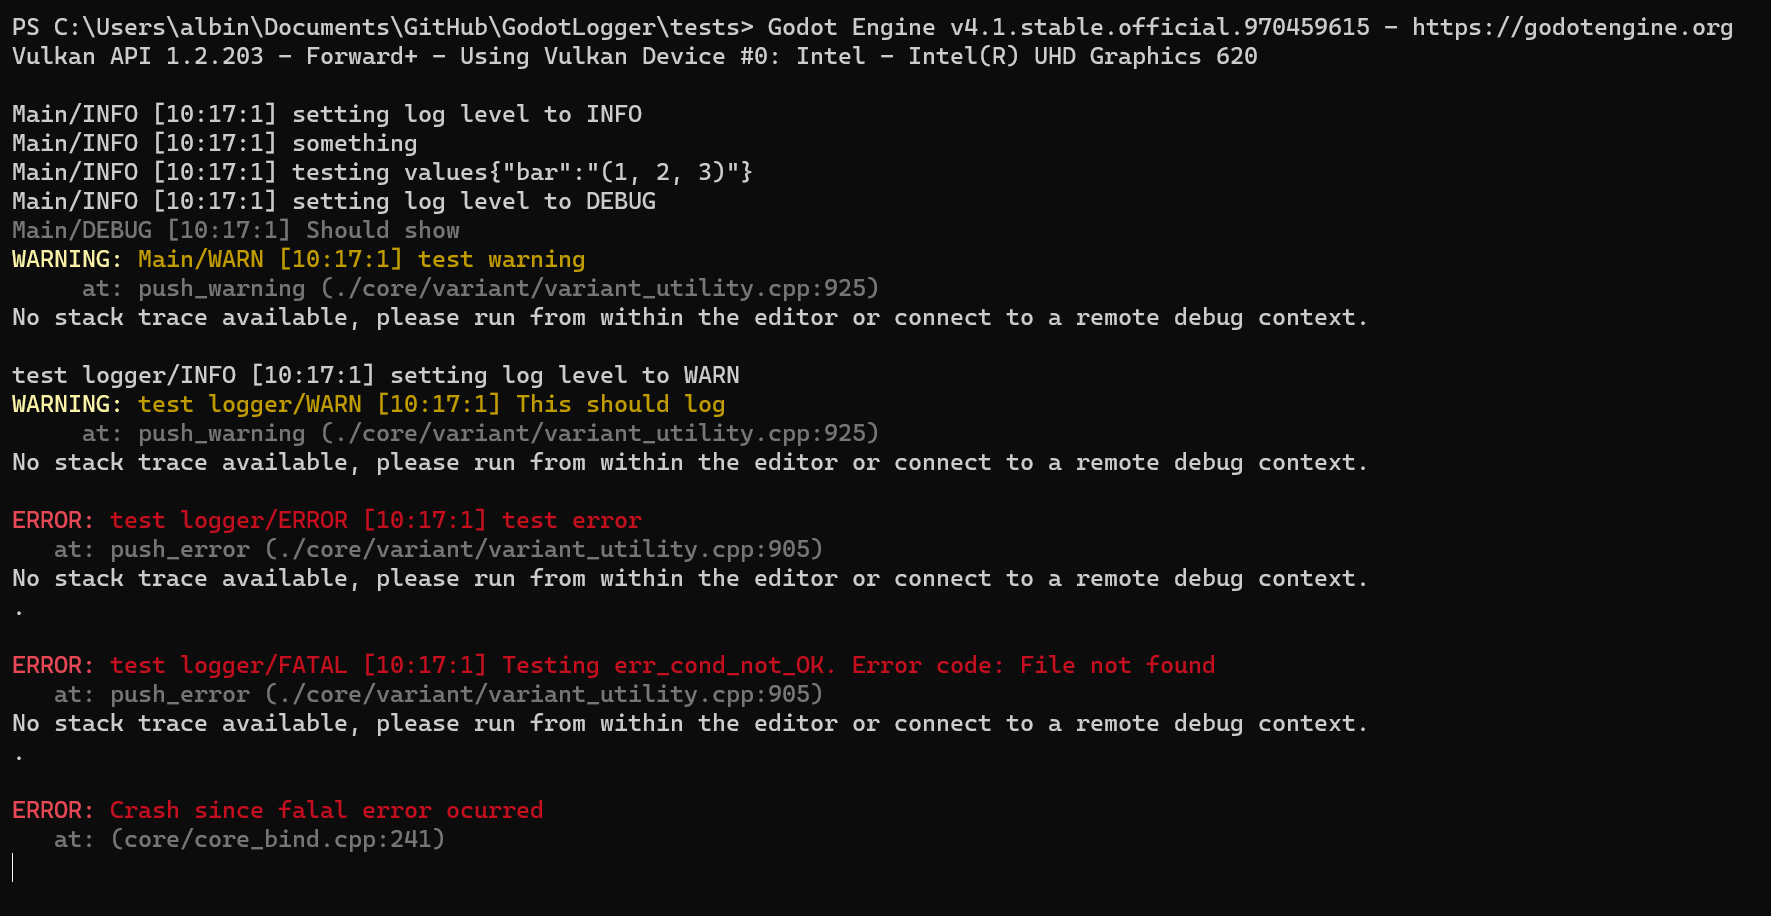 PS C:\Users\albin\Documents\GitHub\GodotLogger\tests> Godot Engine v4.1.stable.official.970459615 - https://godotengine.org
Vulkan API 1.2.203 - Forward+ - Using Vulkan Device #0: Intel - Intel(R) UHD Graphics 620
Main/INFO [10:17:1] setting log level to INFO
Main/INFO [10:17:1] something
Main/INFO [10:17:1] testing values{"bar":"(1, 2, 3)"}
Main/INFO [10:17:1] setting log level to DEBUG
Main/DEBUG [10:17:1] Should show
WARNING: Main/WARN [10:17:1] test warning
at: push_warning (./core/variant/variant_utility.cpp:925)
No stack trace available, please run from within the editor or connect to a remote debug context.
test logger/INFO [10:17:1] setting log level to WARN
WARNING: test logger/WARN [10:17:1] This should log
at: push_warning (./core/variant/variant_utility.cpp:925)
No stack trace available, please run from within the editor or connect to a remote debug context.
ERROR: test logger/ERROR [10:17:1] test error
at: push_error (./core/variant/variant_utility.cpp:905)
No stack trace available, please run from within the editor or connect to a remote debug context.
.
ERROR: test logger/FATAL [10:17:1] Testing err_cond_not_OK. Error code: File not found
at: push_error (./core/variant/variant_utility.cpp:905)
No stack trace available, please run from within the editor or connect to a remote debug context.
.
ERROR: Crash since falal error ocurred
at: (core/core_bind.cpp:241)